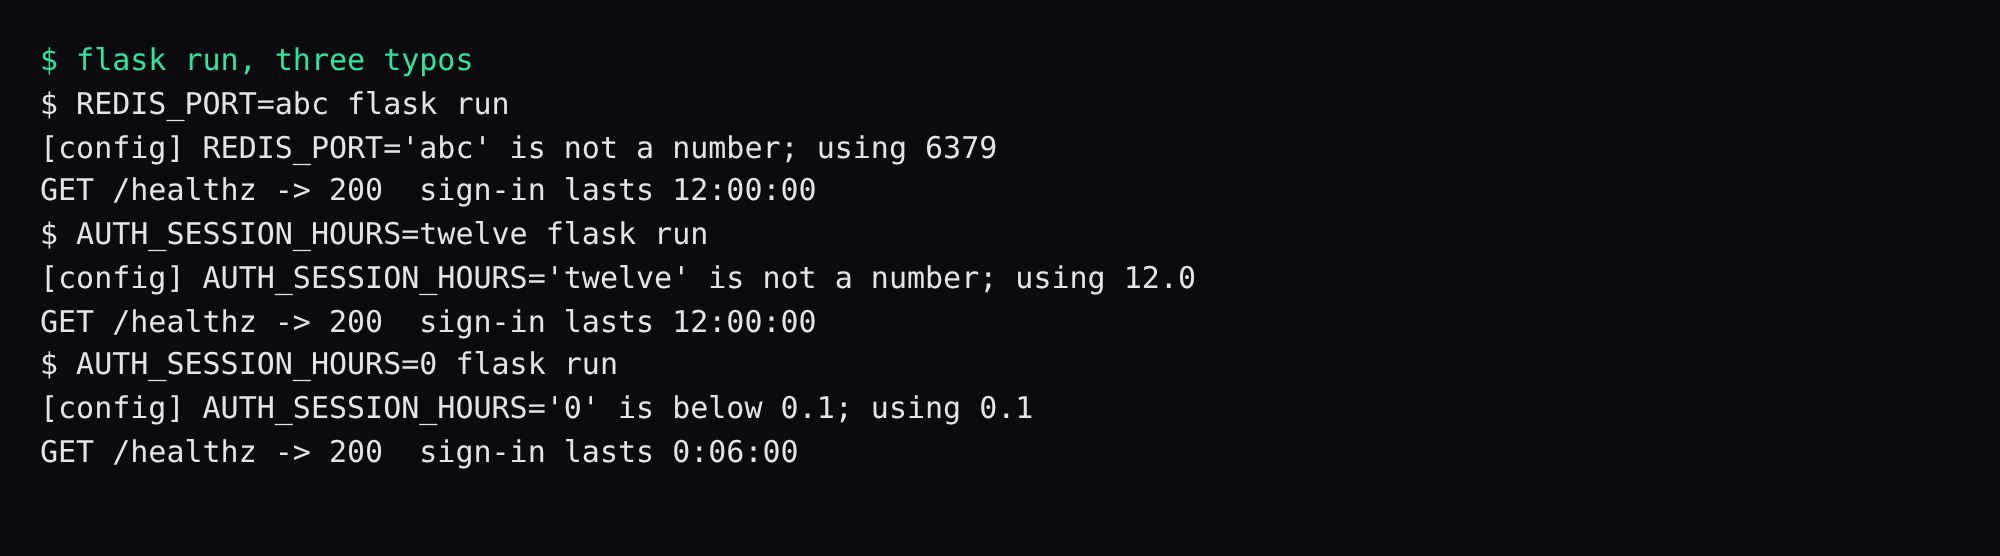 $ flask run, three typos
$ REDIS_PORT=abc flask run
[config] REDIS_PORT='abc' is not a number; using 6379
GET /healthz -> 200  sign-in lasts 12:00:00
$ AUTH_SESSION_HOURS=twelve flask run
[config] AUTH_SESSION_HOURS='twelve' is not a number; using 12.0
GET /healthz -> 200  sign-in lasts 12:00:00
$ AUTH_SESSION_HOURS=0 flask run
[config] AUTH_SESSION_HOURS='0' is below 0.1; using 0.1
GET /healthz -> 200  sign-in lasts 0:06:00